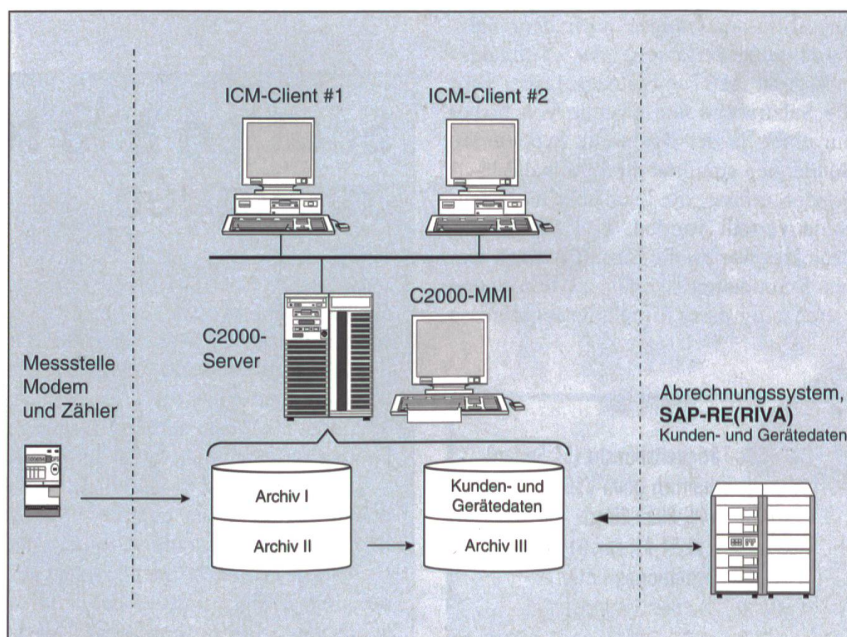 ICM-Client #1
ICM-Client #2
C2000-MMI
C2000-
Server
Messstelle
Modem
und Zähler
Abrechnungssystem,
SAP-RE(RIVA)
Kunden- und Gerätedaten
Archiv I
Archiv II
Kunden- und
Gerätedaten
Archiv III